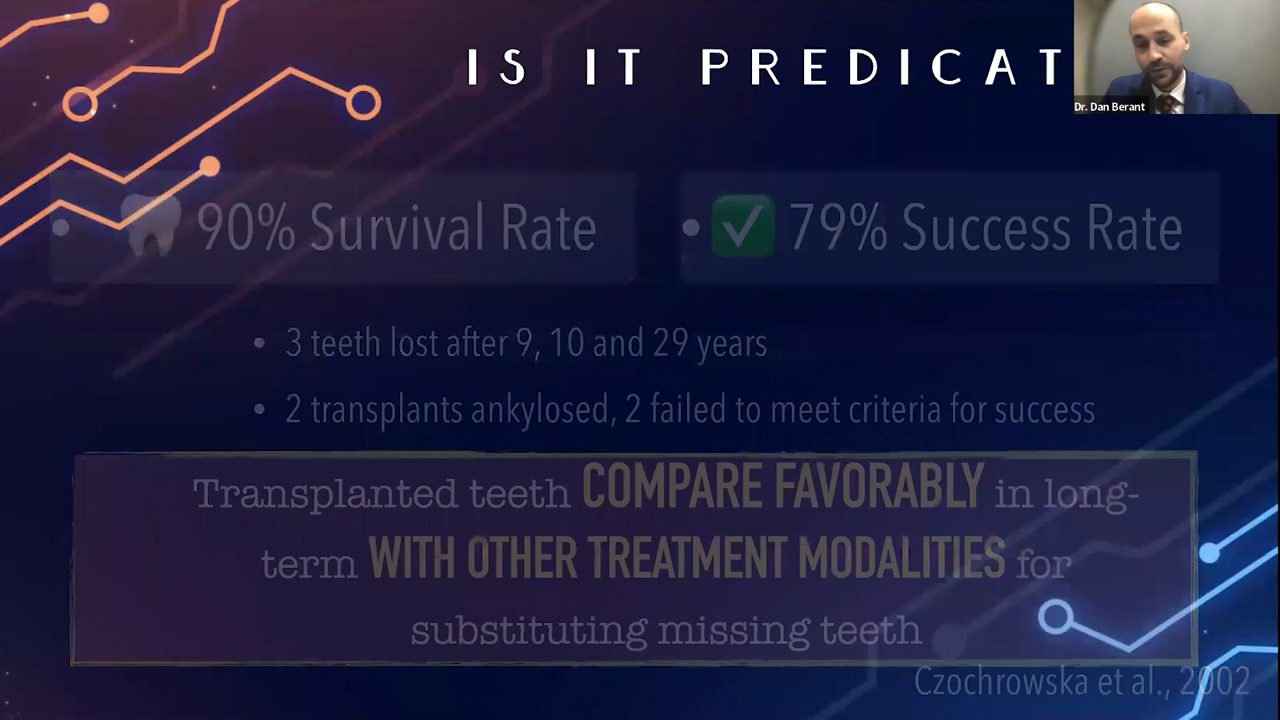 IS IT PREDICAT
Dr. Dan Berant
• 90% Survival Rate
• 79% Success Rate
• 3 teeth lost after 9, 10 and 29 years
• 2 transplants ankylosed, 2 failed to meet criteria for success
Transplanted teeth COMPARE FAVORABLY in long-
term WITH OTHER TREATMENT MODALITIES for
substituting missing teeth
Czochrowska et al., 2002